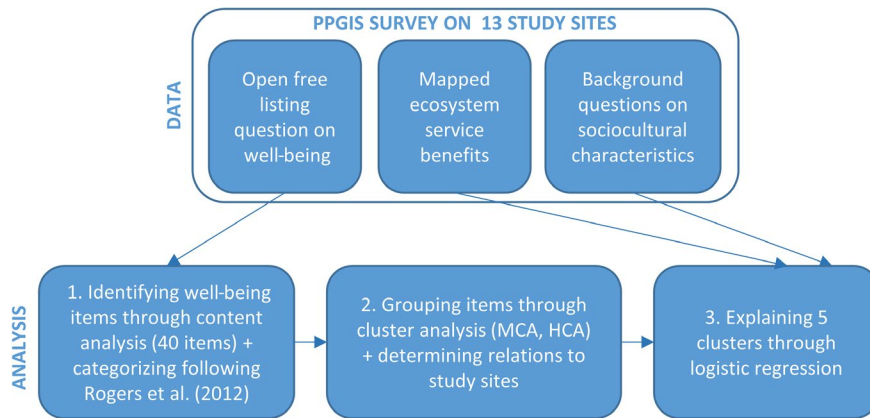 PPGIS SURVEY ON 13 STUDY SITES
DATA
Open free
listing
question on
well-being
Mapped
ecosystem
service
benefits
Background
questions on
sociocultural
characteristics
ANALYSIS
1. Identifying well-being
items through content
analysis (40 items) +
categorizing following
Rogers et al. (2012)
2. Grouping items through
cluster analysis (MCA, HCA)
+ determining relations to
study sites
3. Explaining 5
clusters through
logistic regression